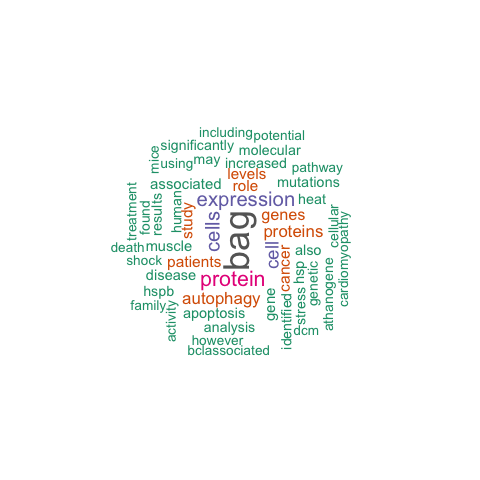 including potential
significantly
molecular
mice
using may increased
pathway
levels
associated
role
mutations
treatment
found
results
human
study
expression
heat
cells
bag
genes
proteins
cell
cellular
cardiomyopathy
death muscle
also
shock
patients
cancer
hsp
genetic
athanogene
disease
protein
stress
hspb
autophagy
gene
identified
family
activity
apoptosis
dcm
analysis
however
bclassociated